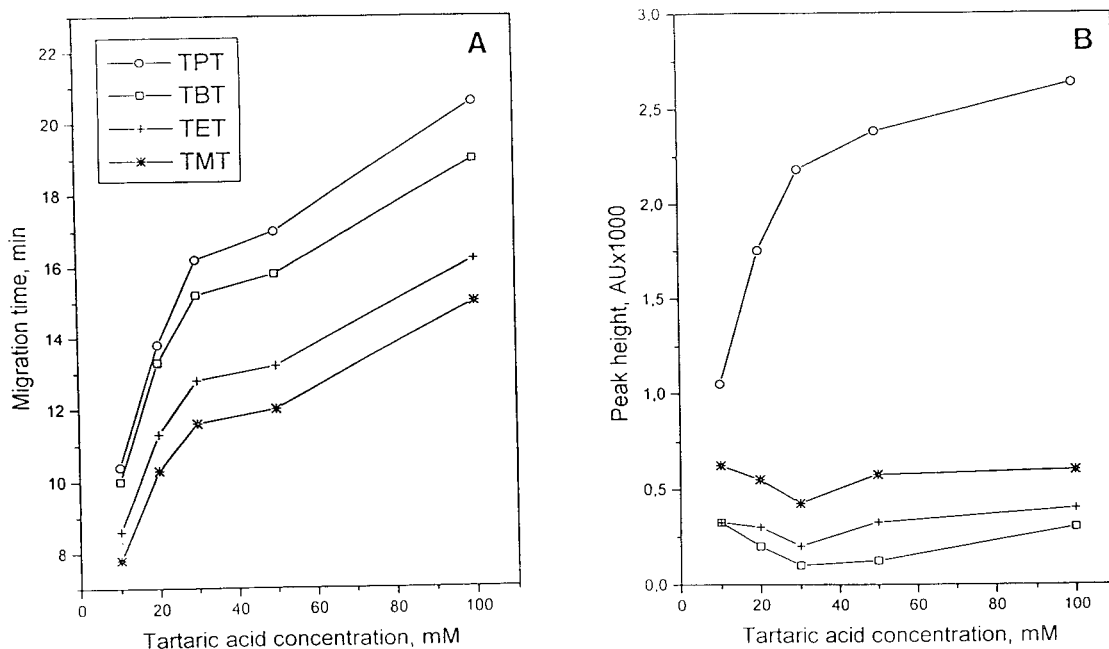 A
TPT
TBT
TET
TMT
22
20
18
16
14
12
10
8
Migration time, min
0
20
40
60
80
100
Tartaric acid concentration, mM
B
3,0
2,5
2,0
1,5
1,0
0,5
0,0
Peak height, AUx1000
0
20
40
60
80
100
Tartaric acid concentration, mM